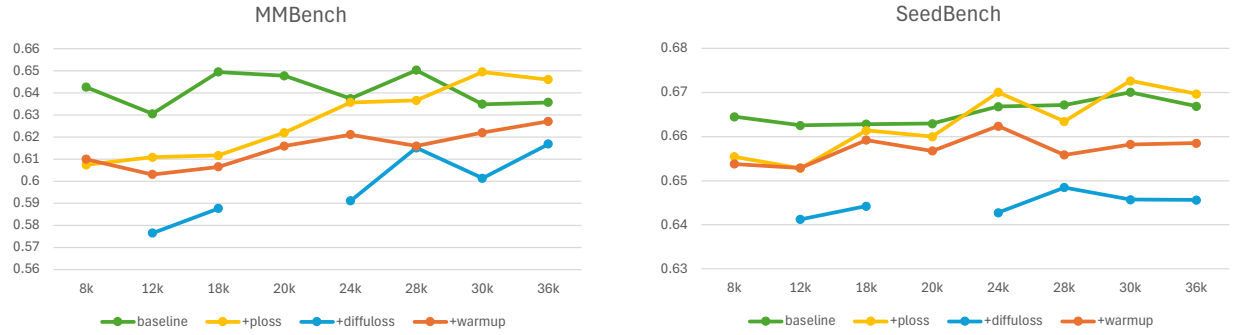 MMBench
0.66
0.65
0.64
0.63
0.62
0.61
0.6
0.59
0.58
0.57
0.56
8k 12k 18k 20k 24k 28k 30k 36k
baseline +ploss +diffuloss +warmup
SeedBench
0.68
0.67
0.66
0.65
0.64
0.63
8k 12k 18k 20k 24k 28k 30k 36k
baseline +ploss +diffuloss +warmup